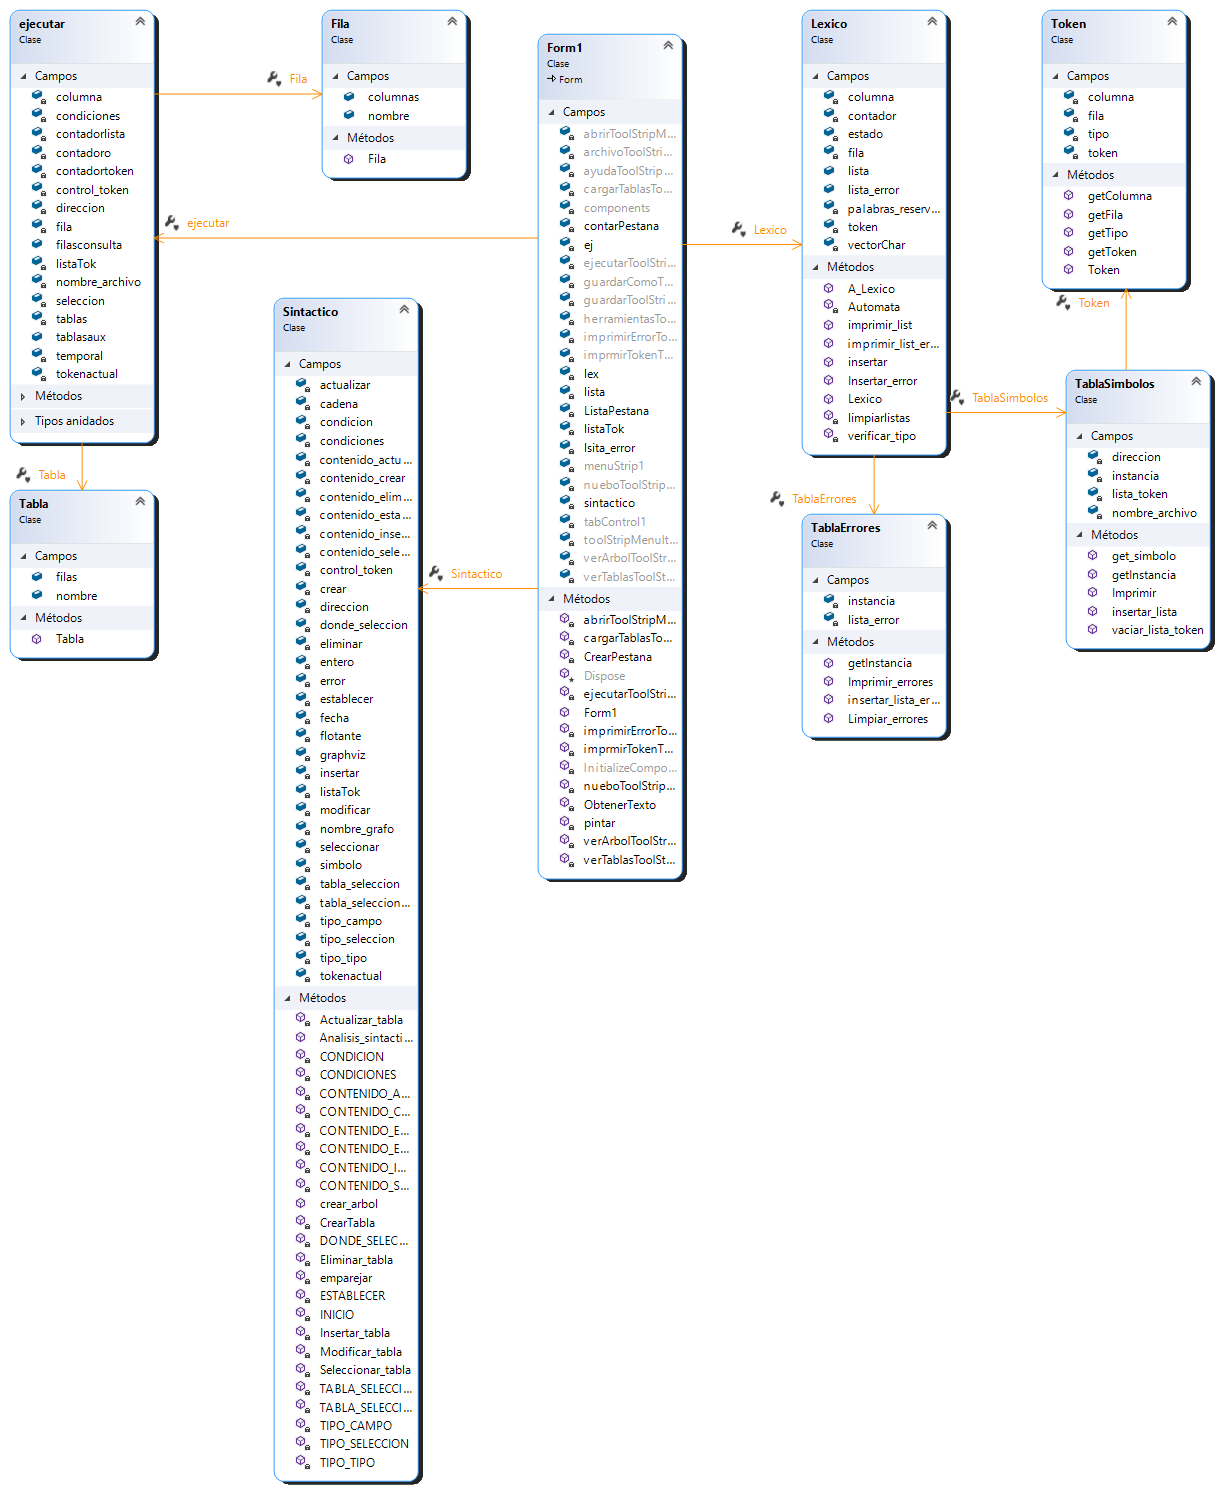 ejecutar
Clase
Campos
columna
condiciones
contadorlista
contadoro
contadortoken
control_token
direccion
fila
filasconsulta
listaTok
nombre_archivo
seleccion
tablas
tablasaux
temporal
tokenactual
Métodos
Tipos anidados
Fila
Fila
Clase
Campos
columnas
nombre
Métodos
Fila
ejecutar
Tabla
Tabla
Clase
Campos
filas
nombre
Métodos
Tabla
Sintactico
Clase
Campos
actualizar
cadena
condicion
condiciones
contenido_actu...
contenido_crear
contenido_elim...
contenido_esta...
contenido_inse...
contenido_sele...
control_token
crear
direccion
donde_seleccion
eliminar
entero
error
establecer
fecha
flotante
graphviz
insertar
listaTok
modificar
nombre_grafo
seleccionar
simbolo
tabla_seleccion
tabla_seleccion...
tipo_campo
tipo_seleccion
tipo_tipo
tokenactual
Métodos
Actualizar_tabla
Analisis_sintacti...
CONDICION
CONDICIONES
CONTENIDO_A...
CONTENIDO_C...
CONTENIDO_E...
CONTENIDO_E...
CONTENIDO_I...
CONTENIDO_S...
crear_arbol
CrearTabla
DONDE_SELEC...
Eliminar_tabla
emparejar
ESTABLECER
INICIO
Insertar_tabla
Modificar_tabla
Seleccionar_tabla
TABLA_SELECCI...
TABLA_SELECCI...
TIPO_CAMPO
TIPO_SELECCION
TIPO_TIPO
Sintactico
Form1
Clase
Form
Campos
abrirToolStripM...
archivoToolStri...
ayudaToolStrip...
cargarTablasTo...
components
contarPestana
ej
ejecutarToolStri...
guardarComoT...
guardarToolStri...
herramientasTo...
imprimirErrorTo...
imprmirTokenT...
lex
lista
ListaPestana
listaTok
lsita_error
menuStrip1
nueboToolStrip...
sintactico
tabControl1
toolStripMenuIt...
verArbolToolStr...
verTablasToolSt...
Métodos
abrirToolStripM...
cargarTablasTo...
CrearPestana
Dispose
ejecutarToolStri...
Form1
imprimirErrorTo...
imprmirTokenT...
InitializeCompo...
nueboToolStrip...
ObtenerTexto
pintar
verArbolToolStr...
verTablasToolSt...
Lexico
Lexico
Clase
Campos
columna
contador
estado
fila
lista
lista_error
palabras_reserv...
token
vectorChar
Métodos
A_Lexico
Automata
imprimir_list
imprimir_list_er...
insertar
Insertar_error
Lexico
limpiarlistas
verificar_tipo
TablaErrores
TablaErrores
Clase
Campos
instancia
lista_error
Métodos
getInstancia
Imprimir_errores
insertar_lista_er...
Limpiar_errores
Token
Clase
Campos
columna
fila
tipo
token
Métodos
getColumna
getFila
getTipo
getToken
Token
Token
TablaSimbolos
TablaSimbolos
Clase
Campos
direccion
instancia
lista_token
nombre_archivo
Métodos
get_simbolo
getInstancia
Imprimir
insertar_lista
vaciar_lista_token